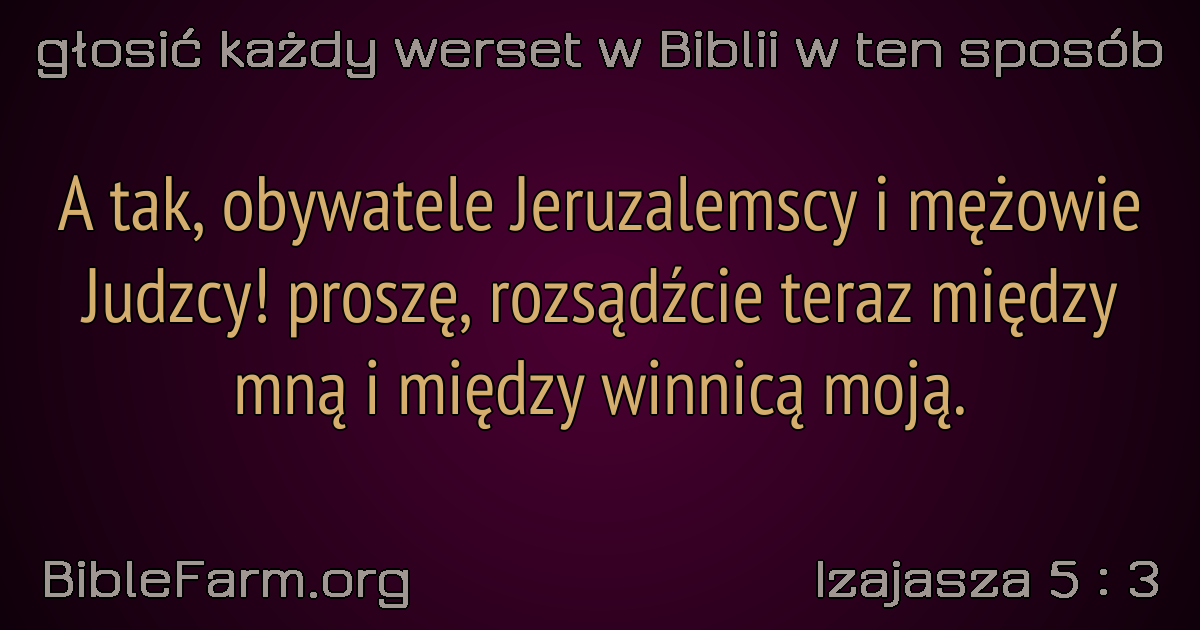 głosić każdy werset w Biblii w ten sposób
A tak, obywatele Jeruzalemscy i mężowie
Judzcy! proszę, rozsądźcie teraz między
mną i między winnicą moją.
BibleFarm.org
Izajasza 5 : 3